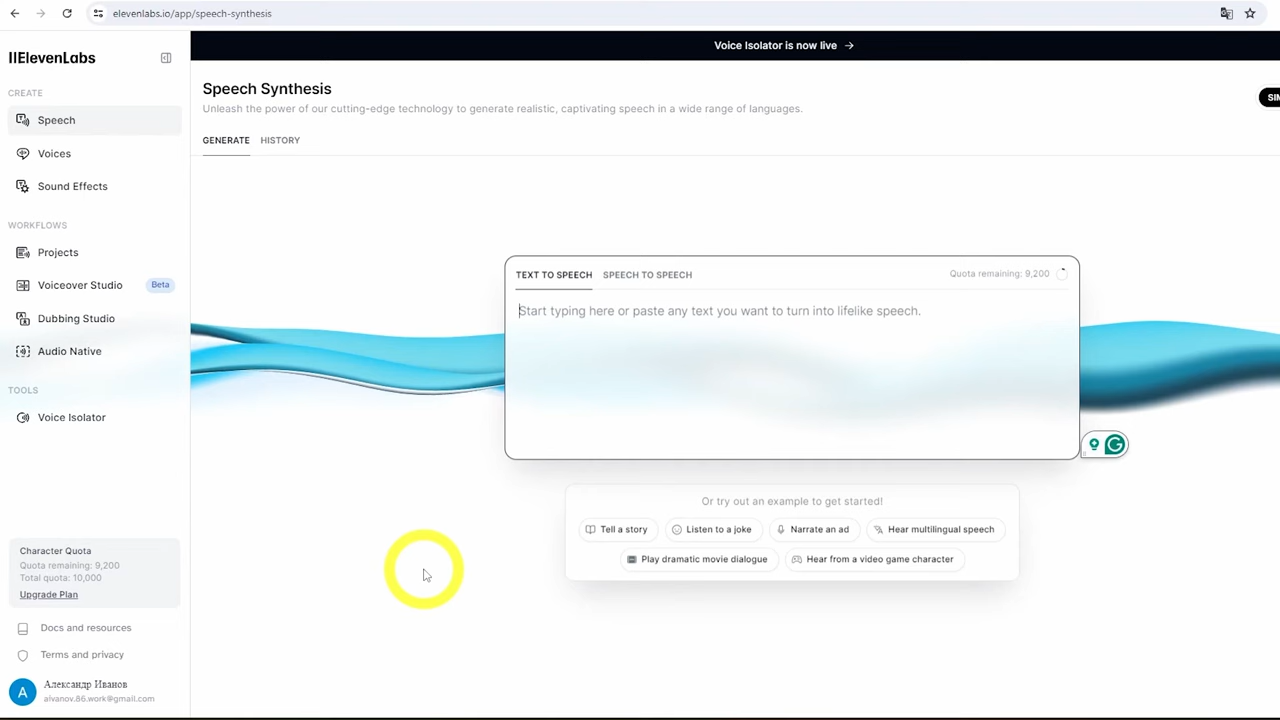 elevenlabs.io/app/speech-synthesis
IIElevenLabs
Voice Isolator is now live →
CREATE
Speech
Voices
Sound Effects
WORKFLOWS
Projects
Voiceover Studio Beta
Dubbing Studio
Audio Native
TOOLS
Voice Isolator
Character Quota
Quota remaining: 9,200
Total quota: 10,000
Upgrade Plan
Docs and resources
Terms and privacy
A
Александр Иванов
aivanov.86.work@gmail.com
Speech Synthesis
Unleash the power of our cutting-edge technology to generate realistic, captivating speech in a wide range of languages.
GENERATE HISTORY
TEXT TO SPEECH SPEECH TO SPEECH Quota remaining: 9,200
Start typing here or paste any text you want to turn into lifelike speech.
Or try out an example to get started!
Tell a story Listen to a joke Narrate an ad Hear multilingual speech
Play dramatic movie dialogue Hear from a video game character